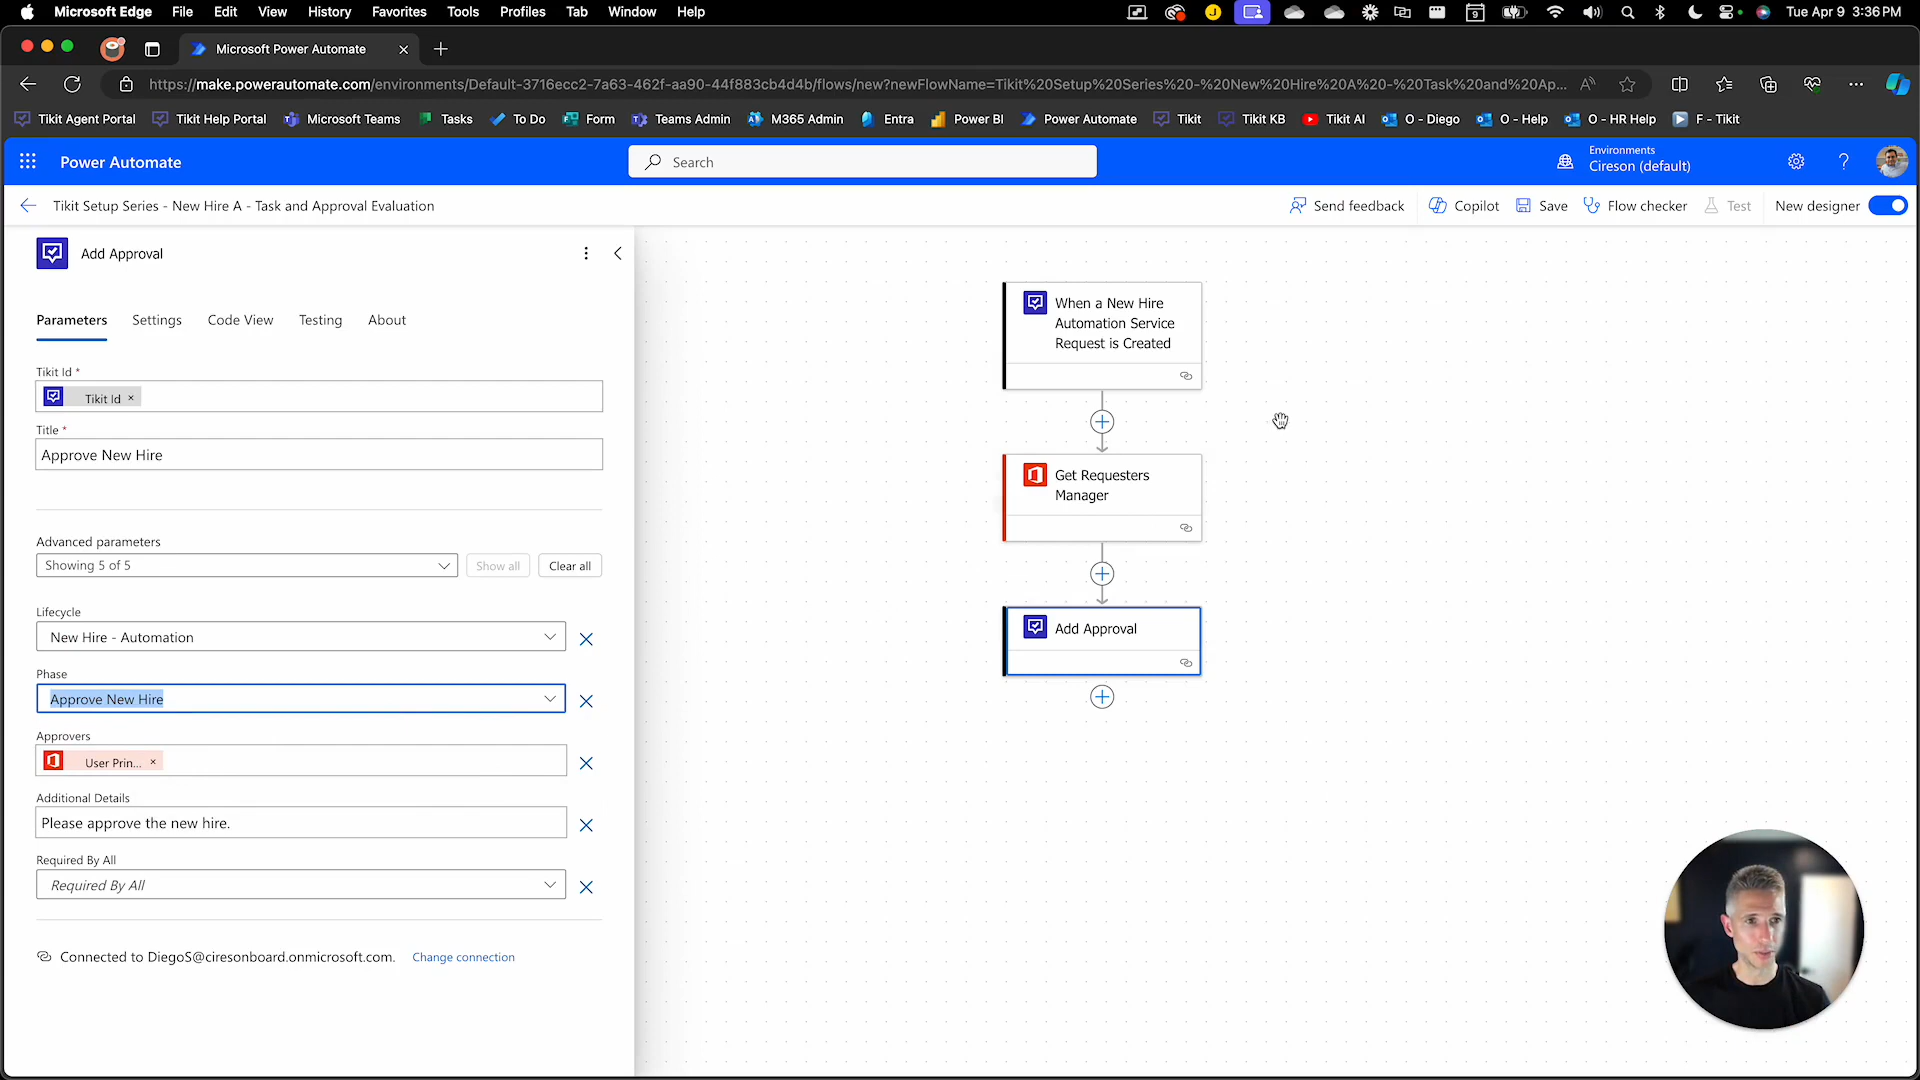 Microsoft Edge File Edit View History Favorites Tools Profiles Tab Window Help
9
Tue Apr 9 3:36 PM
Microsoft Power Automate
https://make.powerautomate.com/environments/Default-3716ecc2-7a63-462f-aa90-44f883cb4d4b/flows/new?newFlowName=Tikit%20Setup%20Series%20-%20New%20Hire%20A%20-%20Task%20and%20Ap...
Tikit Agent Portal Tikit Help Portal Microsoft Teams Tasks To Do Form Teams Admin M365 Admin Entra Power BI Power Automate Tikit Tikit KB Tikit AI O - Diego O - Help O - HR Help F - Tikit
Power Automate
Search
Environments
Cireson (default)
Tikit Setup Series - New Hire A - Task and Approval Evaluation
Send feedback Copilot Save Flow checker Test New designer
Add Approval
Parameters Settings Code View Testing About
Tikit Id *
Tikit Id ×
Title *
Approve New Hire
Advanced parameters
Showing 5 of 5
Show all
Clear all
Lifecycle
New Hire - Automation
Phase
Approve New Hire
Approvers
User Prin... ×
Additional Details
Please approve the new hire.
Required By All
Required By All
Connected to DiegoS@ciresonboard.onmicrosoft.com. Change connection
When a New Hire
Automation Service
Request is Created
Get Requesters
Manager
Add Approval